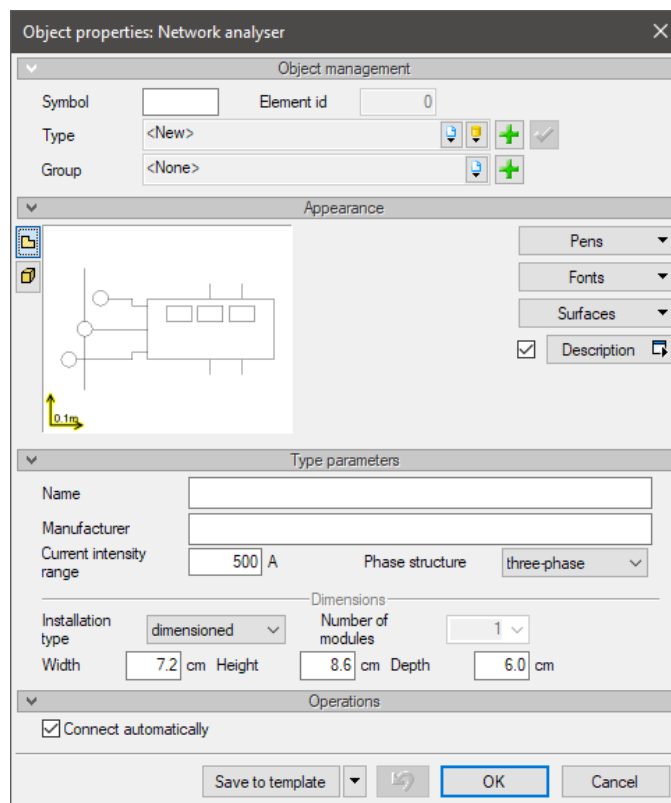 Object properties: Network analyser
Object management
Symbol Element id 0
Type <New>
Group <None>
Appearance
Pens
Fonts
Surfaces
Description
0.1m
Type parameters
Name
Manufacturer
Current intensity
range 500 A Phase structure three-phase
Dimensions
Installation
type dimensioned Number of
modules 1
Width 7.2 cm Height 8.6 cm Depth 6.0 cm
Operations
Connect automatically
Save to template OK Cancel